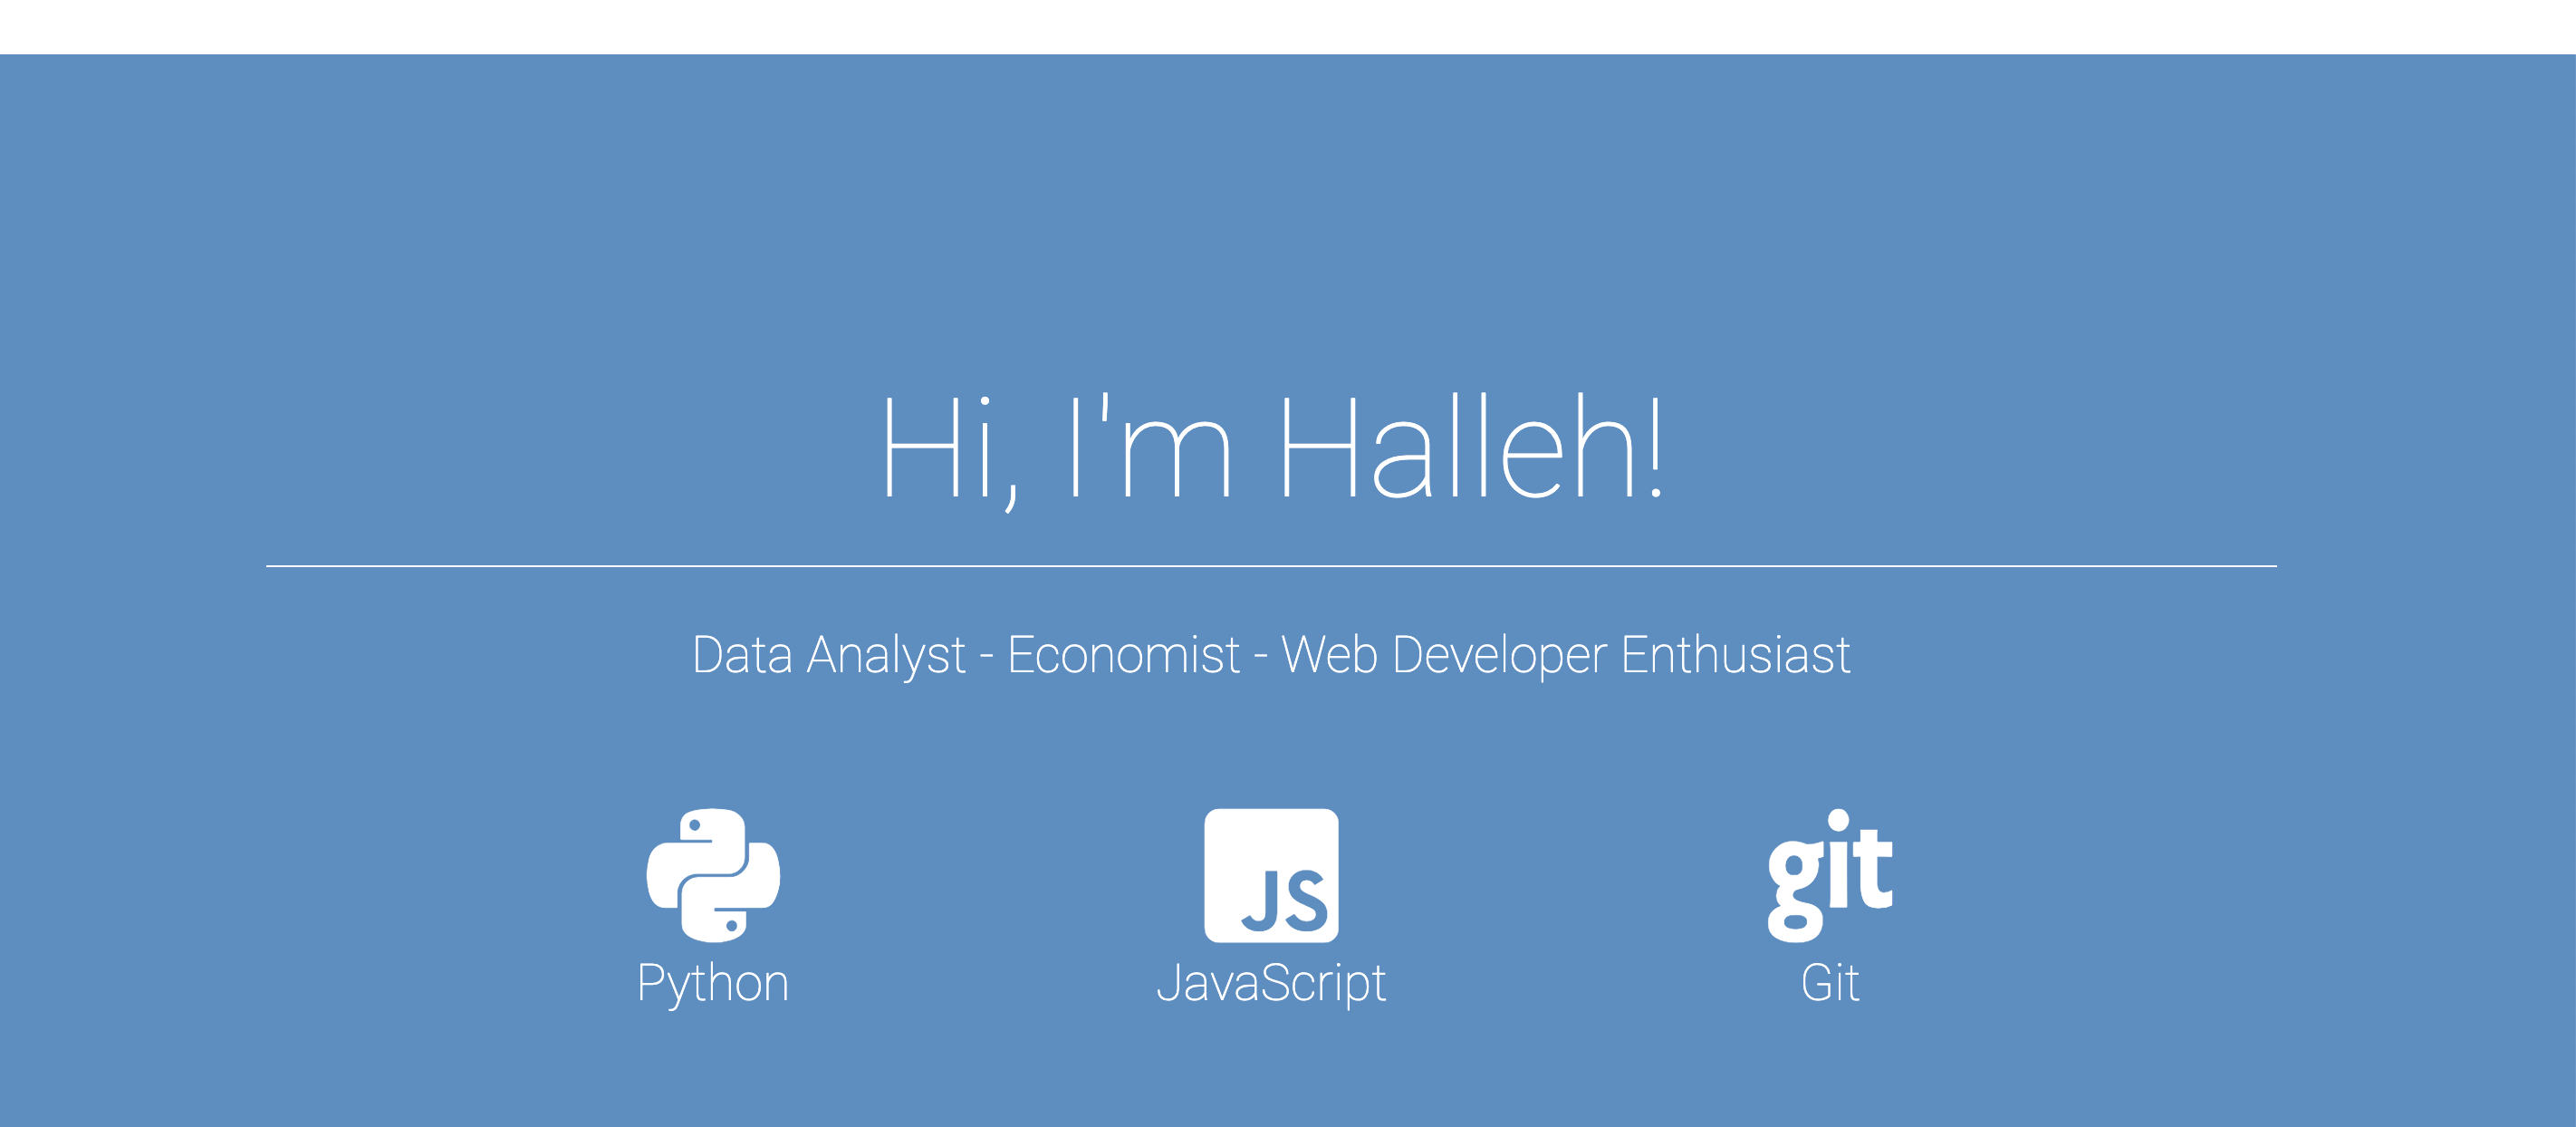 Hi, I'm Halleh!
Data Analyst - Economist - Web Developer Enthusiast
JS
git
Python
JavaScript
Git